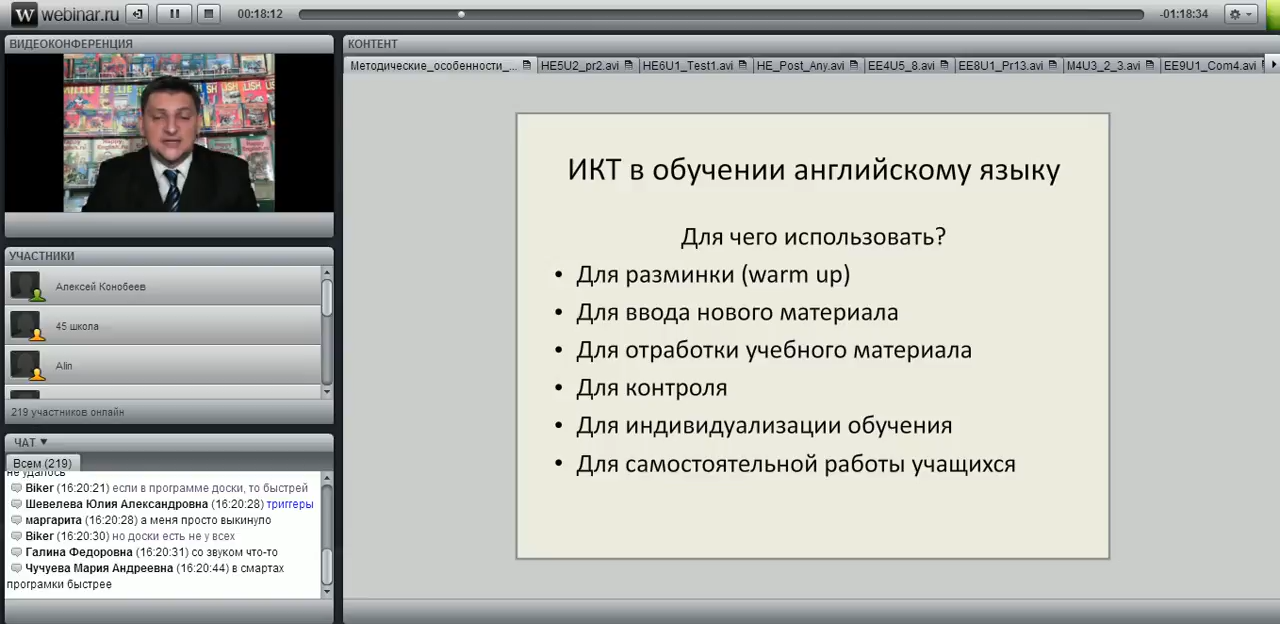 webinar.ru
00:18:12
-01:18:34
ВИДЕОКОНФЕРЕНЦИЯ
УЧАСТНИКИ
Алексей Конобеев
45 школа
Alin
219 участников онлайн
ЧАТ
Всем (219)
не удалось
Biker (16:20:21) если в программе доски, то быстрей
Шевелева Юлия Александровна (16:20:28) триггеры
маргарита (16:20:28) а меня просто выкинуло
Biker (16:20:30) но доски есть не у всех
Галина Федоровна (16:20:31) со звуком что-то
Чучуева Мария Андреевна (16:20:44) в смартах
програмки быстрее
КОНТЕНТ
Методические_особенности_... HE5U2_pr2.avi HE6U1_Test1.avi HE_Post_Any.avi EE4U5_8.avi EE8U1_Pr13.avi M4U3_2_3.avi EE9U1_Com4.avi
ИКТ в обучении английскому языку
Для чего использовать?
• Для разминки (warm up)
• Для ввода нового материала
• Для отработки учебного материала
• Для контроля
• Для индивидуализации обучения
• Для самостоятельной работы учащихся